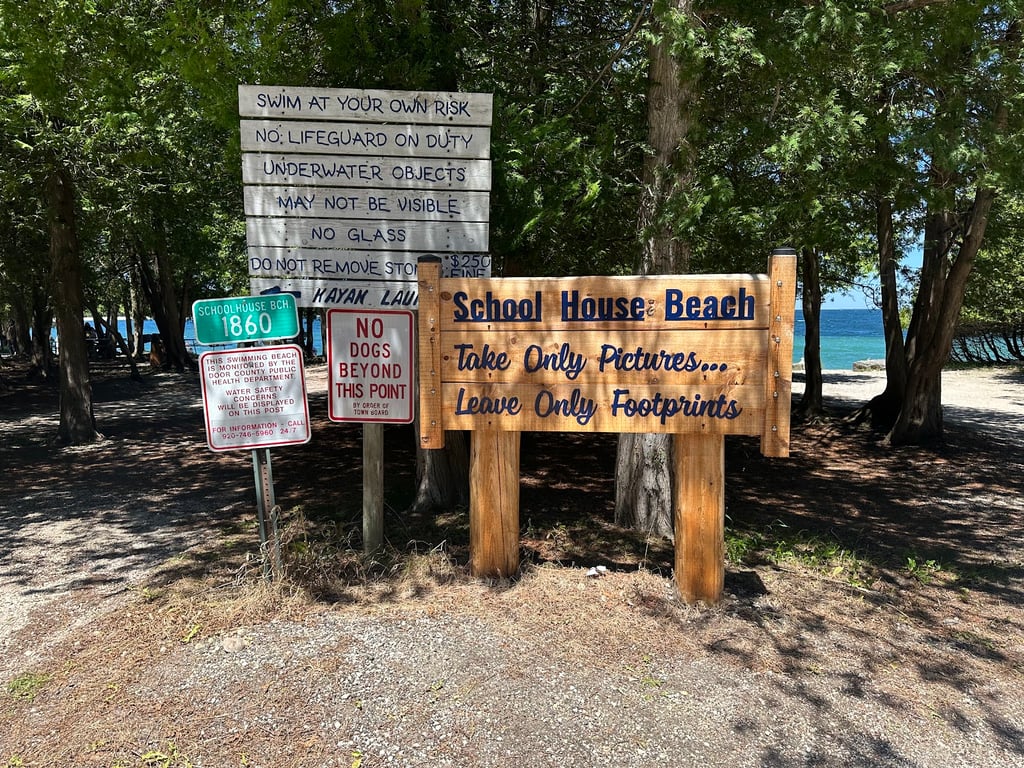 SWIM AT YOUR OWN RISK
NO LIFEGUARD ON DUTY
UNDERWATER OBJECTS
MAY NOT BE VISIBLE
NO GLASS
DO NOT REMOVE STON $250
FINE
KAYAK LAU
SCHOOLHOUSE BCH.
1860
THIS SWIMMING BEACH
IS MONITORED BY THE
DOOR COUNTY PUBLIC
HEALTH DEPARTMENT.
WATER SAFETY
CONCERNS
WILL BE DISPLAYED
ON THIS POST
FOR INFORMATION - CALL
920-746-5960 24/7
NO
DOGS
BEYOND
THIS POINT
BY ORDER OF
TOWN BOARD
School House Beach
Take Only Pictures...
Leave Only Footprints